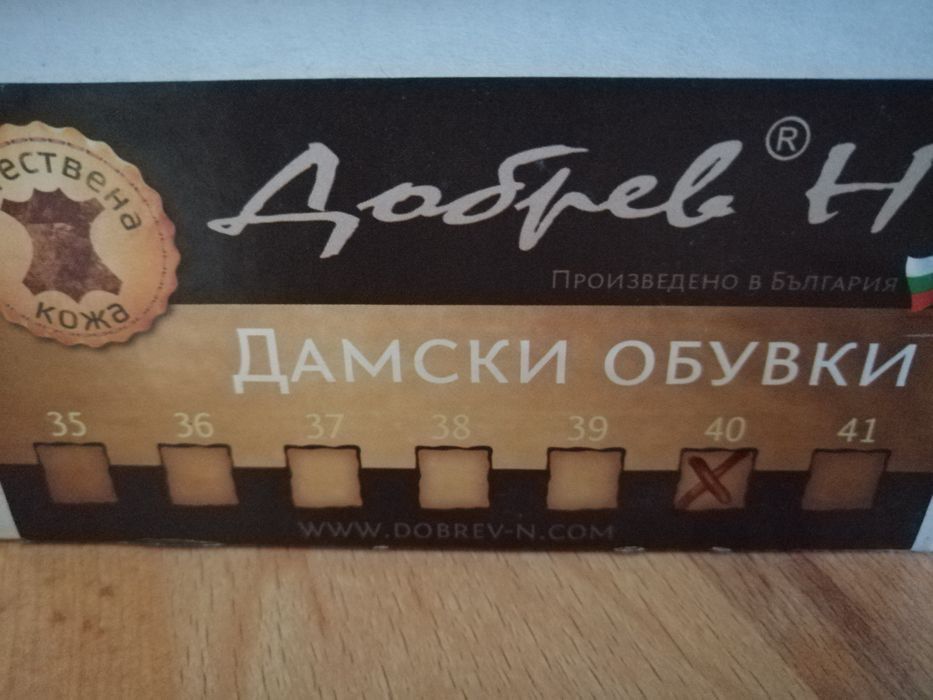 Добрев Н ®
ествена
кожа
Произведено в България
Дамски обувки
35 36 37 38 39 40 41
www.dobrev-n.com